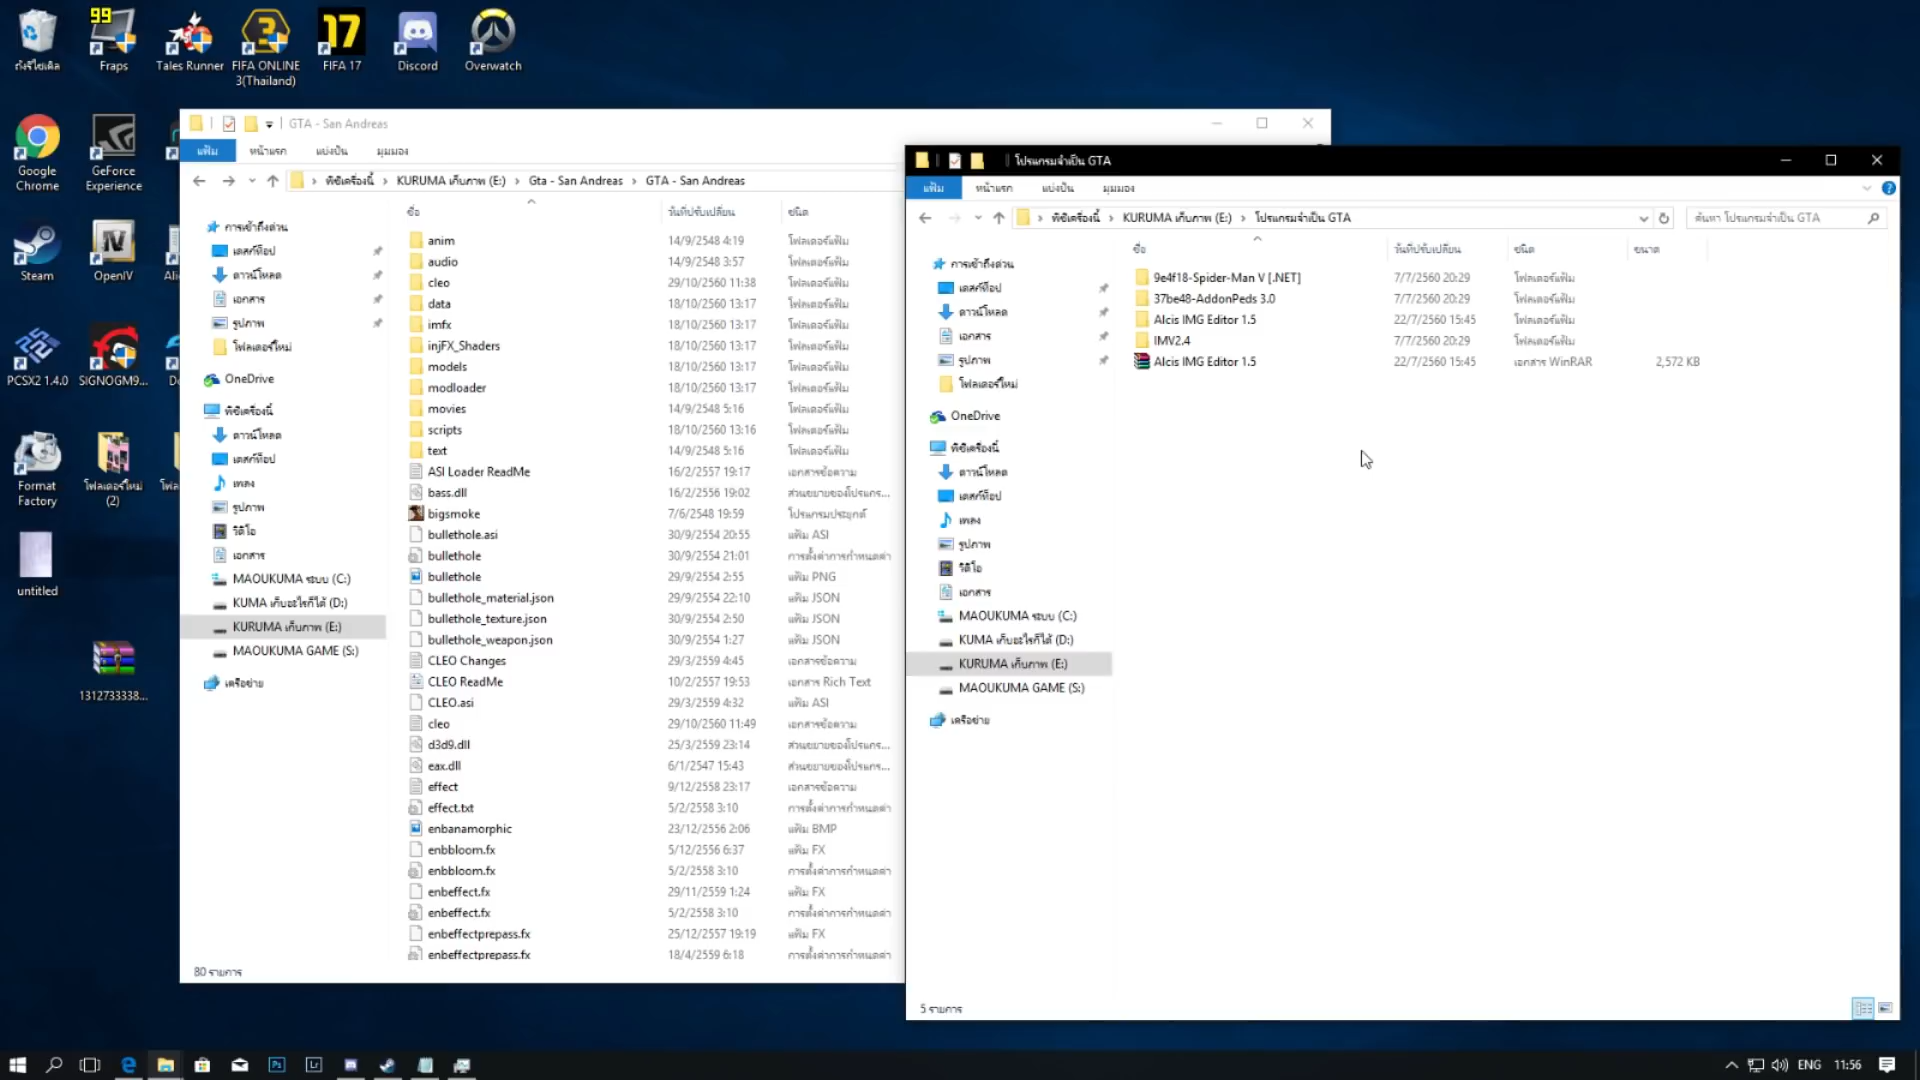 99
ถังรีไซเคิล
Fraps
Tales Runner
FIFA ONLINE
3(Thailand)
17
FIFA 17
Discord
Overwatch
Google
Chrome
GeForce
Experience
Steam
OpenIV
PCSX2 1.4.0
SIGNOGM9...
Format
Factory
โฟลเดอร์ใหม่
(2)
untitled
1312733338...
GTA - San Andreas
แฟ้ม
หน้าแรก
แบ่งปัน
มุมมอง
พีซีเครื่องนี้ › KURUMA เก็บภาพ (E:) › Gta - San Andreas › GTA - San Andreas
การเข้าถึงด่วน
เดสก์ท็อป
ดาวน์โหลด
เอกสาร
รูปภาพ
โฟลเดอร์ใหม่
OneDrive
พีซีเครื่องนี้
ดาวน์โหลด
เดสก์ท็อป
เพลง
รูปภาพ
วิดีโอ
เอกสาร
MAOUKUMA ระบบ (C:)
KUMA เก็บอะไรก็ได้ (D:)
KURUMA เก็บภาพ (E:)
MAOUKUMA GAME (S:)
เครือข่าย
ชื่อ วันที่ปรับเปลี่ยน ชนิด
anim 14/9/2548 4:19 โฟลเดอร์แฟ้ม
audio 14/9/2548 3:57 โฟลเดอร์แฟ้ม
cleo 29/10/2560 11:38 โฟลเดอร์แฟ้ม
data 18/10/2560 13:17 โฟลเดอร์แฟ้ม
imfx 18/10/2560 13:17 โฟลเดอร์แฟ้ม
injFX_Shaders 18/10/2560 13:17 โฟลเดอร์แฟ้ม
models 18/10/2560 13:17 โฟลเดอร์แฟ้ม
modloader 18/10/2560 13:17 โฟลเดอร์แฟ้ม
movies 14/9/2548 5:16 โฟลเดอร์แฟ้ม
scripts 18/10/2560 13:16 โฟลเดอร์แฟ้ม
text 14/9/2548 5:16 โฟลเดอร์แฟ้ม
ASI Loader ReadMe 16/2/2557 19:17 เอกสารข้อความ
bass.dll 16/2/2556 19:02 ส่วนขยายของโปรแกร...
bigsmoke 7/6/2548 19:59 โปรแกรมประยุกต์
bullethole.asi 30/9/2554 20:55 แฟ้ม ASI
bullethole 30/9/2554 21:01 การตั้งค่าการกำหนดค่า
bullethole 29/9/2554 2:55 แฟ้ม PNG
bullethole_material.json 29/9/2554 22:10 แฟ้ม JSON
bullethole_texture.json 30/9/2554 2:50 แฟ้ม JSON
bullethole_weapon.json 30/9/2554 1:27 แฟ้ม JSON
CLEO Changes 29/3/2559 4:45 เอกสารข้อความ
CLEO ReadMe 10/2/2557 19:53 เอกสาร Rich Text
CLEO.asi 29/3/2559 4:32 แฟ้ม ASI
cleo 29/10/2560 11:49 เอกสารข้อความ
d3d9.dll 25/3/2559 23:14 ส่วนขยายของโปรแกร...
eax.dll 6/1/2547 15:43 ส่วนขยายของโปรแกร...
effect 9/12/2558 23:17 เอกสารข้อความ
effect.txt 5/2/2558 3:10 การตั้งค่าการกำหนดค่า
enbanamorphic 23/12/2556 2:06 แฟ้ม BMP
enbbloom.fx 5/12/2556 6:37 แฟ้ม FX
enbbloom.fx 5/2/2558 3:10 การตั้งค่าการกำหนดค่า
enbeffect.fx 29/11/2559 1:24 แฟ้ม FX
enbeffect.fx 5/2/2558 3:10 การตั้งค่าการกำหนดค่า
enbeffectprepass.fx 25/12/2557 19:19 แฟ้ม FX
enbeffectprepass.fx 18/4/2559 6:18 การตั้งค่าการกำหนดค่า
80 รายการ
โปรแกรมจำเป็น GTA
แฟ้ม
หน้าแรก
แบ่งปัน
มุมมอง
พีซีเครื่องนี้ › KURUMA เก็บภาพ (E:) › โปรแกรมจำเป็น GTA
ค้นหา โปรแกรมจำเป็น GTA
การเข้าถึงด่วน
เดสก์ท็อป
ดาวน์โหลด
เอกสาร
รูปภาพ
โฟลเดอร์ใหม่
OneDrive
พีซีเครื่องนี้
ดาวน์โหลด
เดสก์ท็อป
เพลง
รูปภาพ
วิดีโอ
เอกสาร
MAOUKUMA ระบบ (C:)
KUMA เก็บอะไรก็ได้ (D:)
KURUMA เก็บภาพ (E:)
MAOUKUMA GAME (S:)
เครือข่าย
ชื่อ วันที่ปรับเปลี่ยน ชนิด ขนาด
9e4f18-Spider-Man V [.NET] 7/7/2560 20:29 โฟลเดอร์แฟ้ม
37be48-AddonPeds 3.0 7/7/2560 20:29 โฟลเดอร์แฟ้ม
Alcis IMG Editor 1.5 22/7/2560 15:45 โฟลเดอร์แฟ้ม
IMV2.4 7/7/2560 20:29 โฟลเดอร์แฟ้ม
Alcis IMG Editor 1.5 22/7/2560 15:45 เอกสาร WinRAR 2,572 KB
5 รายการ
Ps
Lr
ENG
11:56